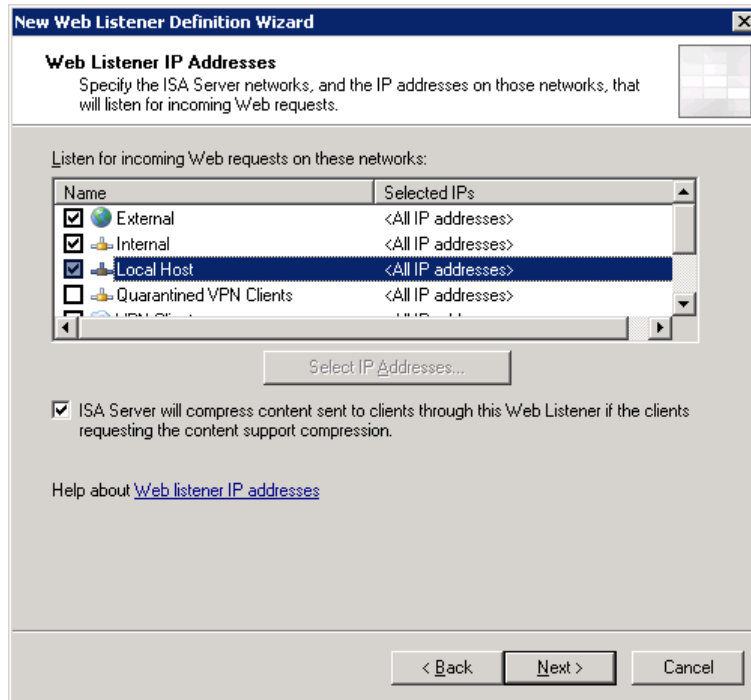 New Web Listener Definition Wizard
Web Listener IP Addresses
Specify the ISA Server networks, and the IP addresses on those networks, that
will listen for incoming Web requests.
Listen for incoming Web requests on these networks:
Name Selected IPs
External <All IP addresses>
Internal <All IP addresses>
Local Host <All IP addresses>
Quarantined VPN Clients <All IP addresses>
Select IP Addresses...
ISA Server will compress content sent to clients through this Web Listener if the clients
requesting the content support compression.
Help about Web listener IP addresses
< Back Next > Cancel